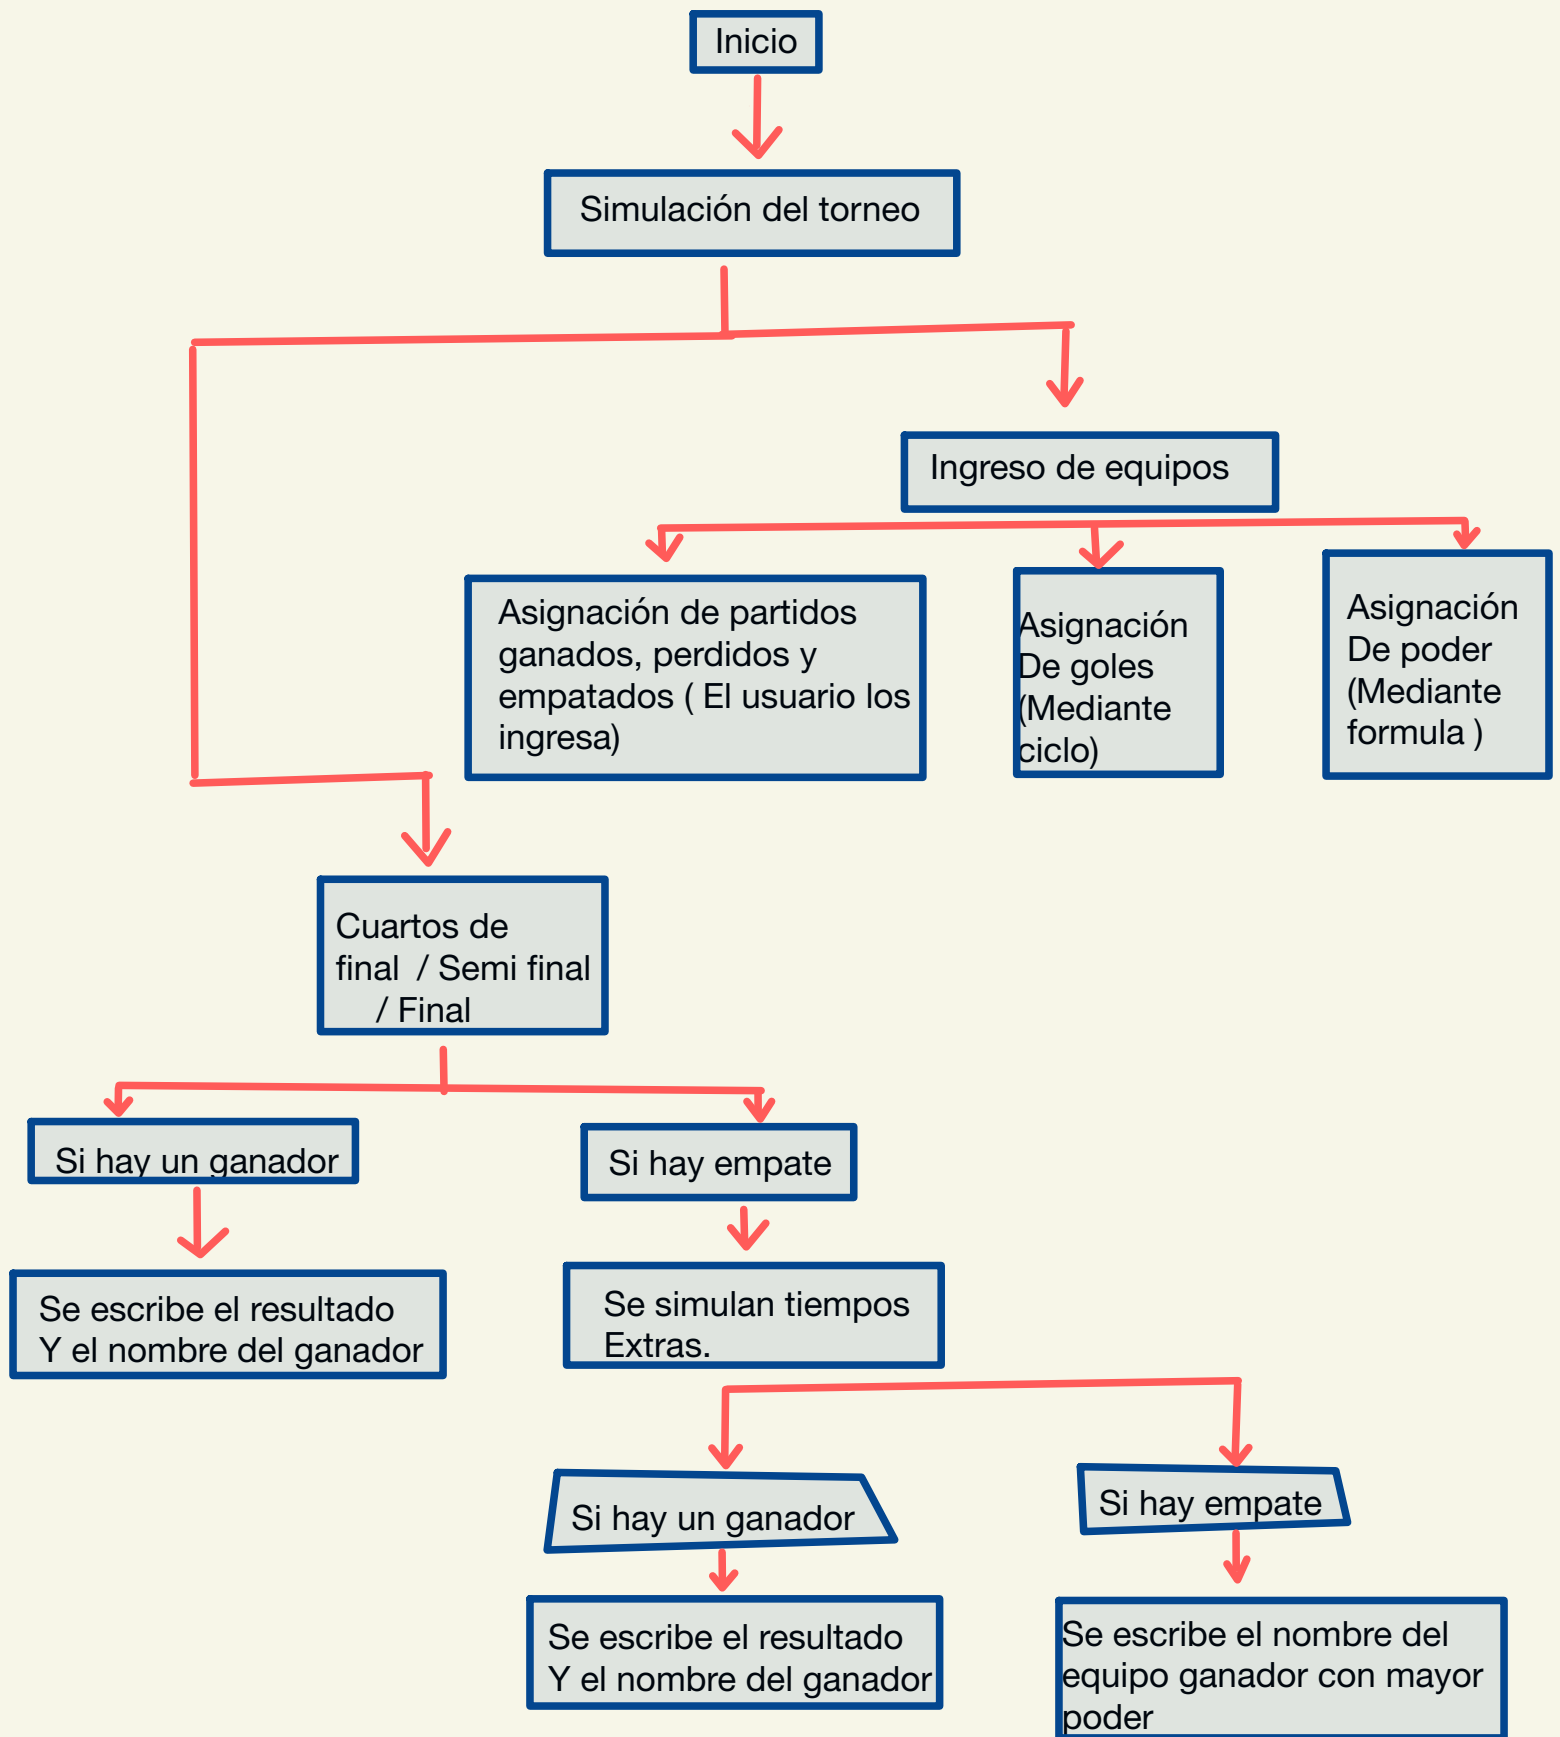 Inicio
Simulación del torneo
Ingreso de equipos
Asignación de partidos
ganados, perdidos y
empatados ( El usuario los
ingresa)
Asignación
De goles
(Mediante
ciclo)
Asignación
De poder
(Mediante
formula )
Cuartos de
final / Semi final
/ Final
Si hay un ganador
Si hay empate
Se escribe el resultado
Y el nombre del ganador
Se simulan tiempos
Extras.
Si hay un ganador
Si hay empate
Se escribe el resultado
Y el nombre del ganador
Se escribe el nombre del
equipo ganador con mayor
poder